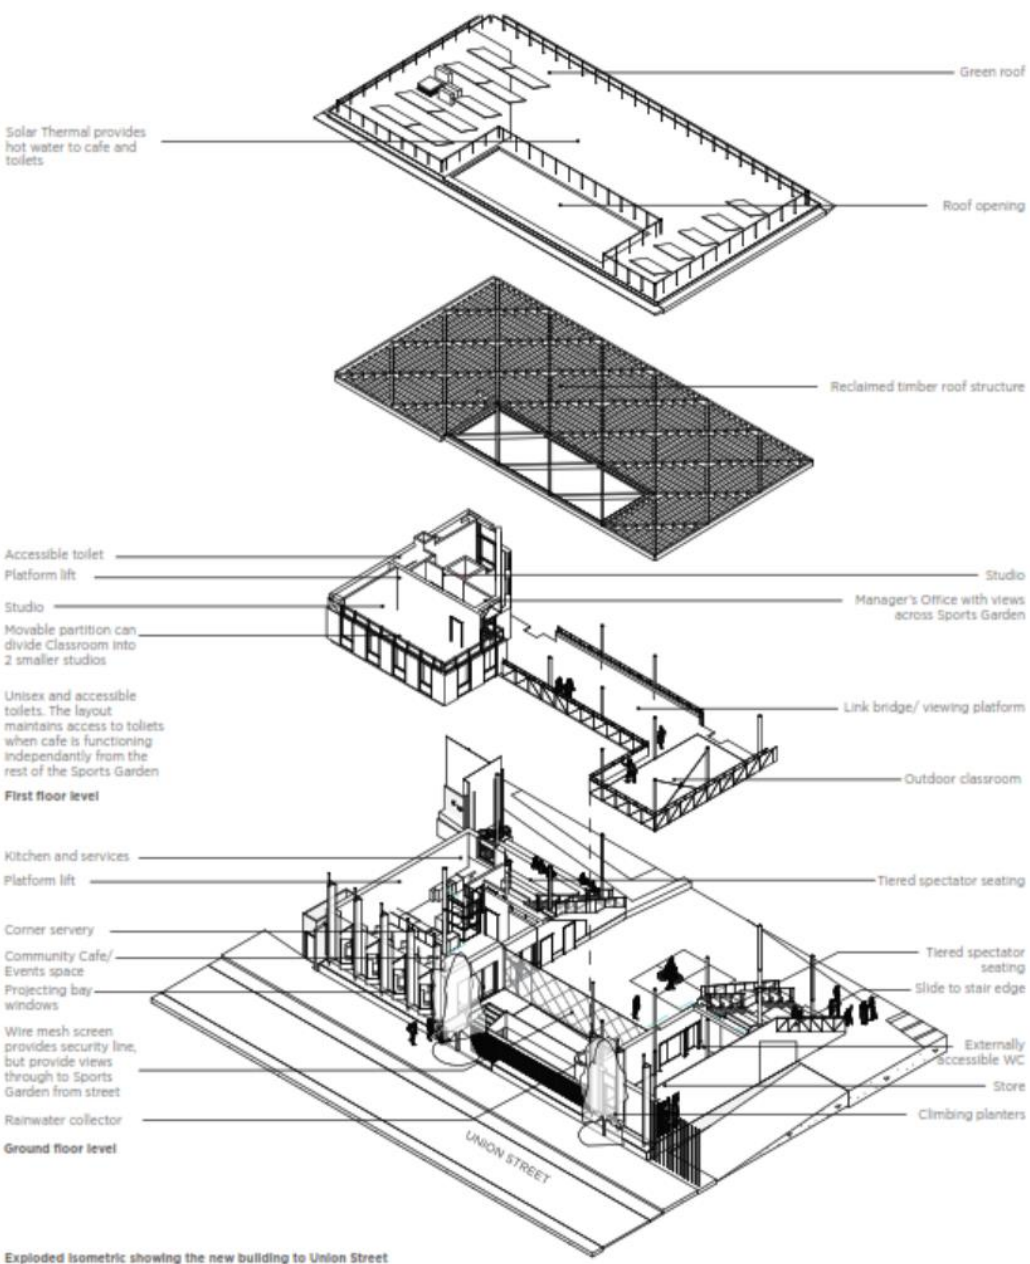 Green roof
Solar Thermal provides
hot water to cafe and
toilets
Roof opening
Reclaimed timber roof structure
Accessible toilet
Platform lift
Studio
Movable partition can
divide Classroom into
2 smaller studios
Unisex and accessible
toilets. The layout
maintains access to toliets
when cafe is functioning
independantly from the
rest of the Sports Garden
First floor level
Studio
Manager's Office with views
across Sports Garden
Link bridge/ viewing platform
Outdoor classroom
Kitchen and services
Platform lift
Corner servery
Community Cafe/
Events space
Projecting bay
windows
Wire mesh screen
provides security line,
but provide views
through to Sports
Garden from street
Rainwater collector
Ground floor level
Tiered spectator seating
Tiered spectator
seating
Slide to stair edge
Externally
accessible WC
Store
Climbing planters
UNION STREET
Exploded isometric showing the new building to Union Street